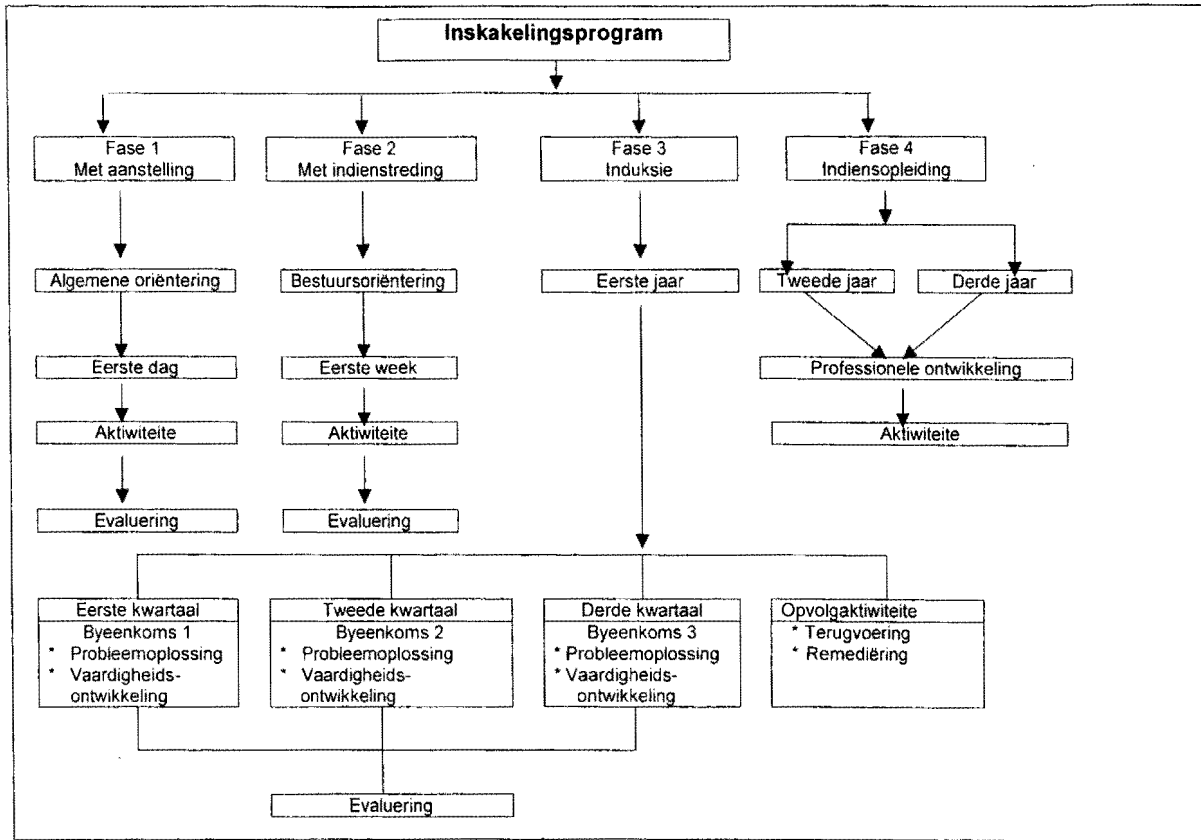 Inskakelingsprogram
Fase 1
Met aanstelling
Fase 2
Met indienstreding
Fase 3
Induksie
Fase 4
Indiensopleiding
Algemene oriëntering
Bestuursoriëntering
Eerste jaar
Tweede jaar
Derde jaar
Eerste dag
Eerste week
Professionele ontwikkeling
Aktiwiteite
Aktiwiteite
Aktiwiteite
Evaluering
Evaluering
Eerste kwartaal
Byeenkoms 1
* Probleemoplossing
* Vaardigheids-
ontwikkeling
Tweede kwartaal
Byeenkoms 2
* Probleemoplossing
* Vaardigheids-
ontwikkeling
Derde kwartaal
Byeenkoms 3
* Probleemoplossing
* Vaardigheids-
ontwikkeling
Opvolgaktiwiteite
* Terugvoering
* Remediëring
Evaluering